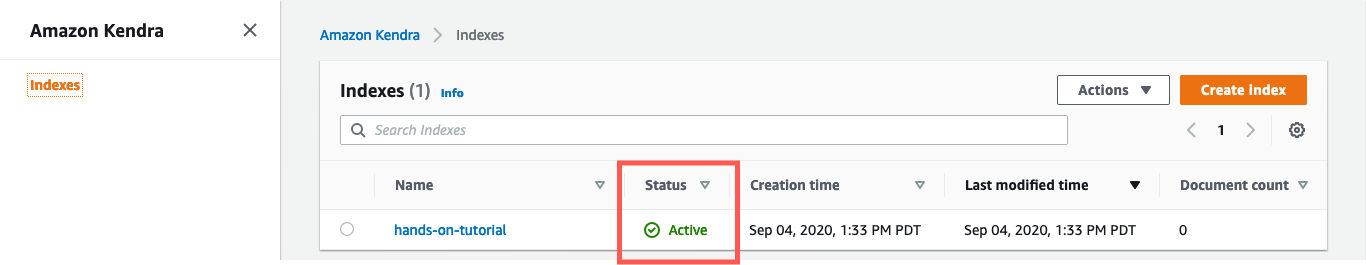 Amazon Kendra
Indexes
Amazon Kendra > Indexes
Indexes (1) Info
Actions
Create index
Search Indexes
1
Name Status Creation time Last modified time Document count
hands-on-tutorial Active Sep 04, 2020, 1:33 PM PDT Sep 04, 2020, 1:33 PM PDT 0